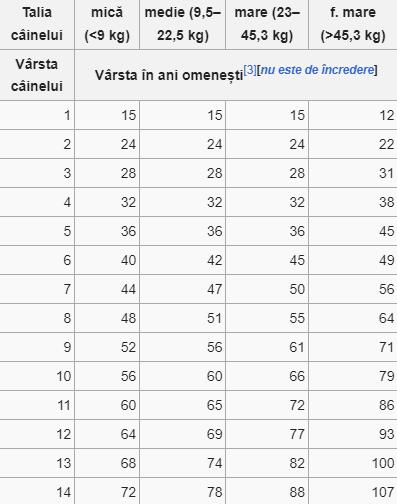 Talia câinelui mică (<9 kg) medie (9,5–22,5 kg) mare (23–45,3 kg) f. mare (>45,3 kg)
Vârsta câinelui Vârsta în ani omenești[3][nu este de încredere]
1 15 15 15 12
2 24 24 24 22
3 28 28 28 31
4 32 32 32 38
5 36 36 36 45
6 40 42 45 49
7 44 47 50 56
8 48 51 55 64
9 52 56 61 71
10 56 60 66 79
11 60 65 72 86
12 64 69 77 93
13 68 74 82 100
14 72 78 88 107